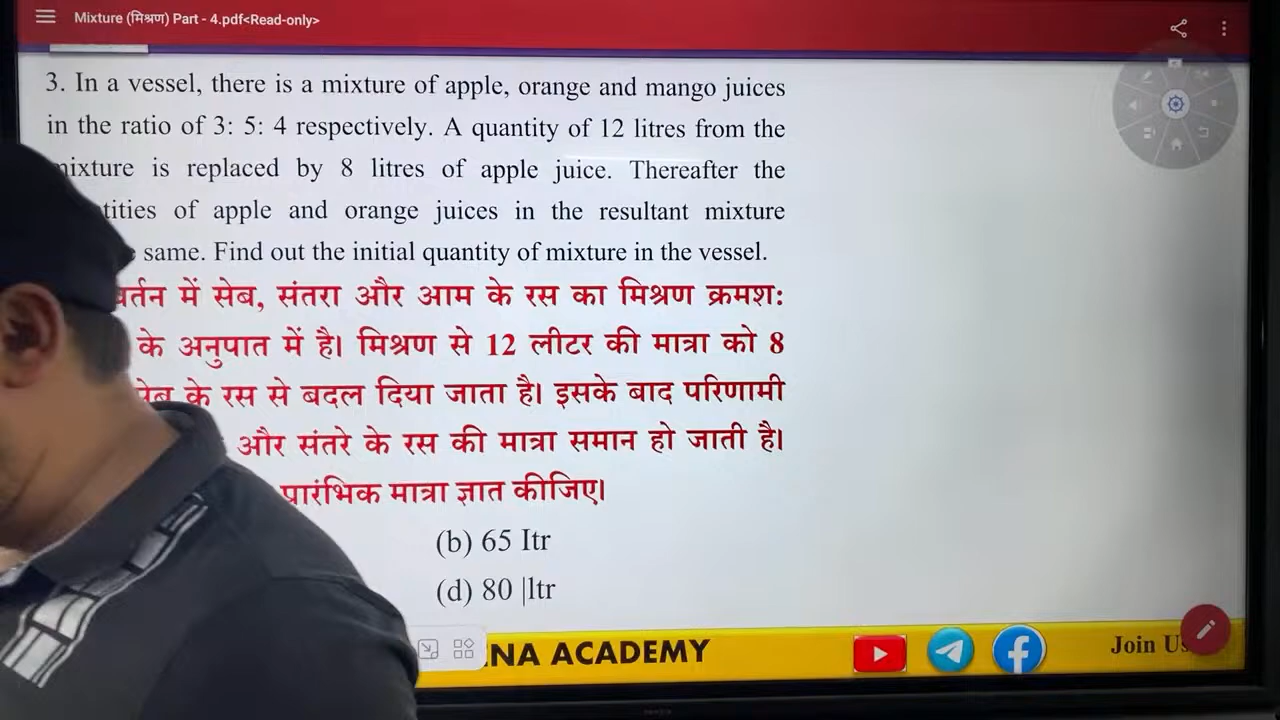 Mixture (मिश्रण) Part - 4.pdf<Read-only>
3. In a vessel, there is a mixture of apple, orange and mango juices
in the ratio of 3: 5: 4 respectively. A quantity of 12 litres from the
mixture is replaced by 8 litres of apple juice. Thereafter the
tities of apple and orange juices in the resultant mixture
same. Find out the initial quantity of mixture in the vessel.
बर्तन में सेब, संतरा और आम के रस का मिश्रण क्रमश:
के अनुपात में है। मिश्रण से 12 लीटर की मात्रा को 8
सेब के रस से बदल दिया जाता है। इसके बाद परिणामी
और संतरे के रस की मात्रा समान हो जाती है।
प्रारंभिक मात्रा ज्ञात कीजिए।
(b) 65 Itr
(d) 80 |ltr
NA ACADEMY
Join Us